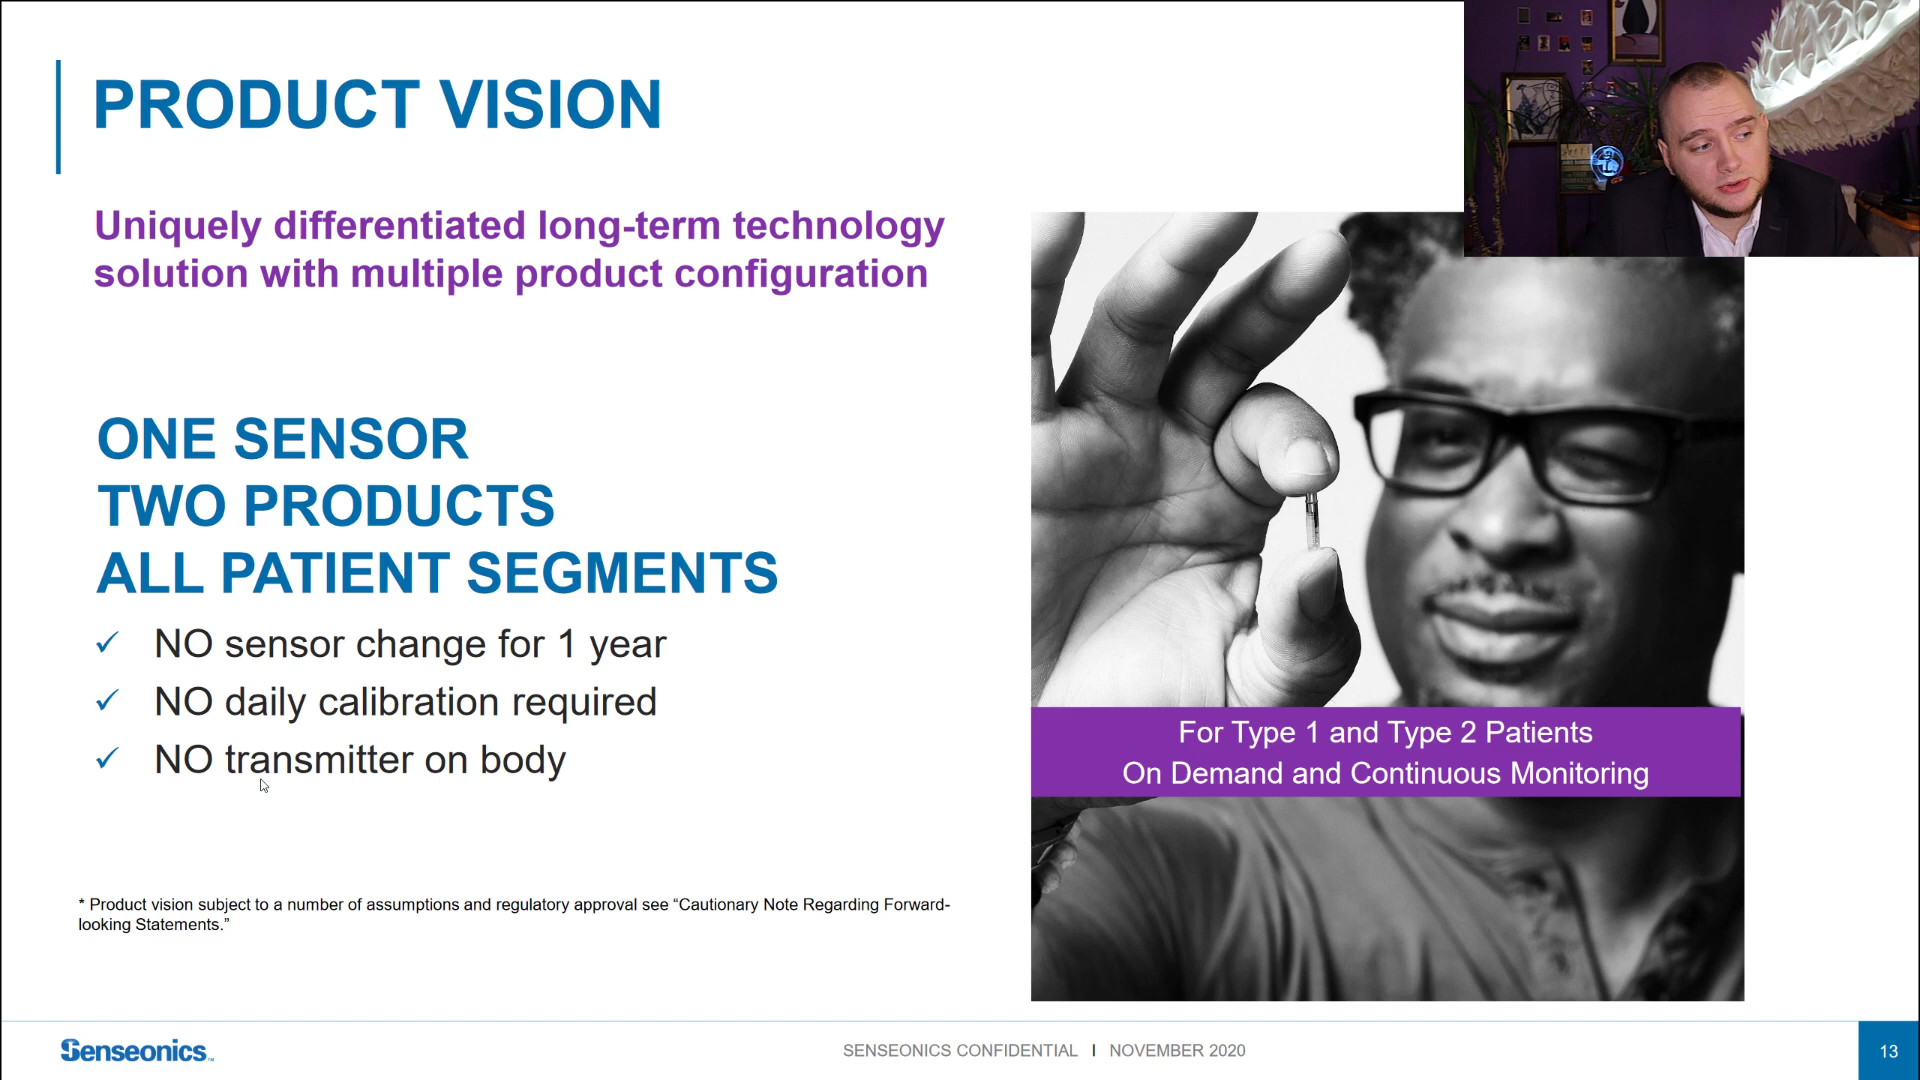 PRODUCT VISION
Uniquely differentiated long-term technology
solution with multiple product configuration
ONE SENSOR
TWO PRODUCTS
ALL PATIENT SEGMENTS
✓ NO sensor change for 1 year
✓ NO daily calibration required
✓ NO transmitter on body
For Type 1 and Type 2 Patients
On Demand and Continuous Monitoring
* Product vision subject to a number of assumptions and regulatory approval see “Cautionary Note Regarding Forward-
looking Statements.”
Senseonics
SENSEONICS CONFIDENTIAL I NOVEMBER 2020
13